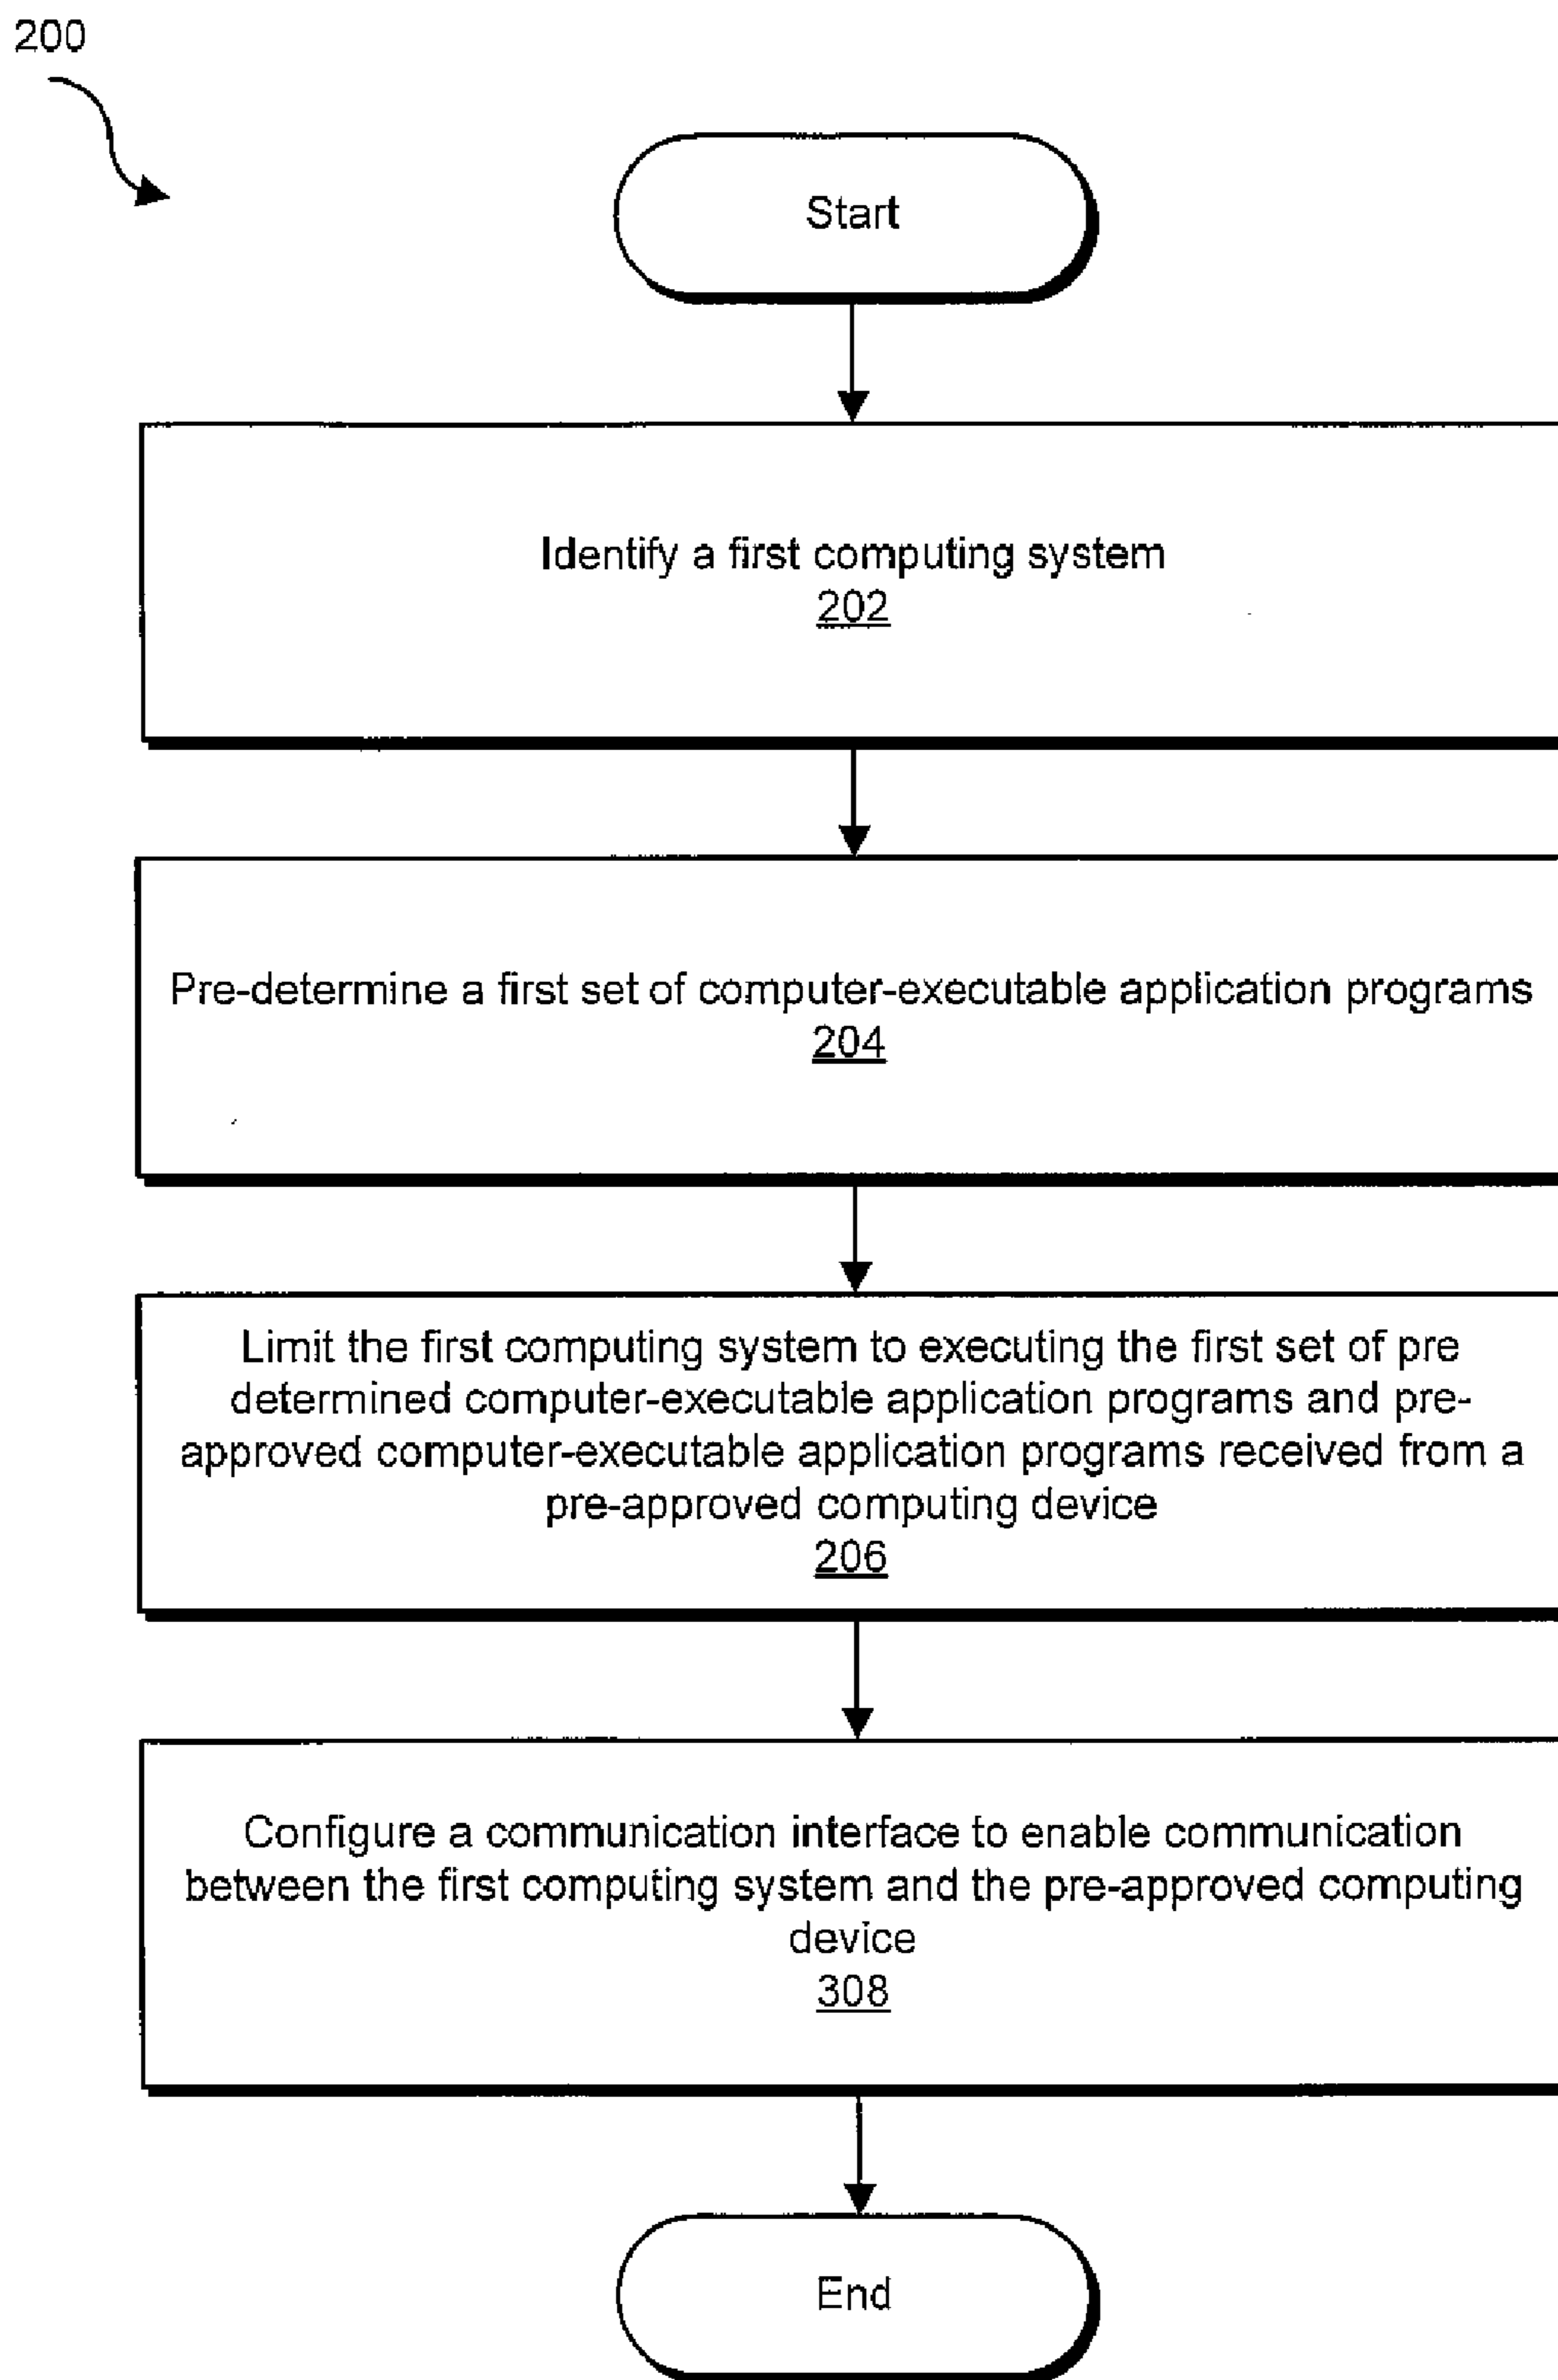 200
Start
Identify a first computing system
202
Pre-determine a first set of computer-executable application programs
204
Limit the first computing system to executing the first set of pre
determined computer-executable application programs and pre-
approved computer-executable application programs received from a
pre-approved computing device
206
Configure a communication interface to enable communication
between the first computing system and the pre-approved computing
device
308
End